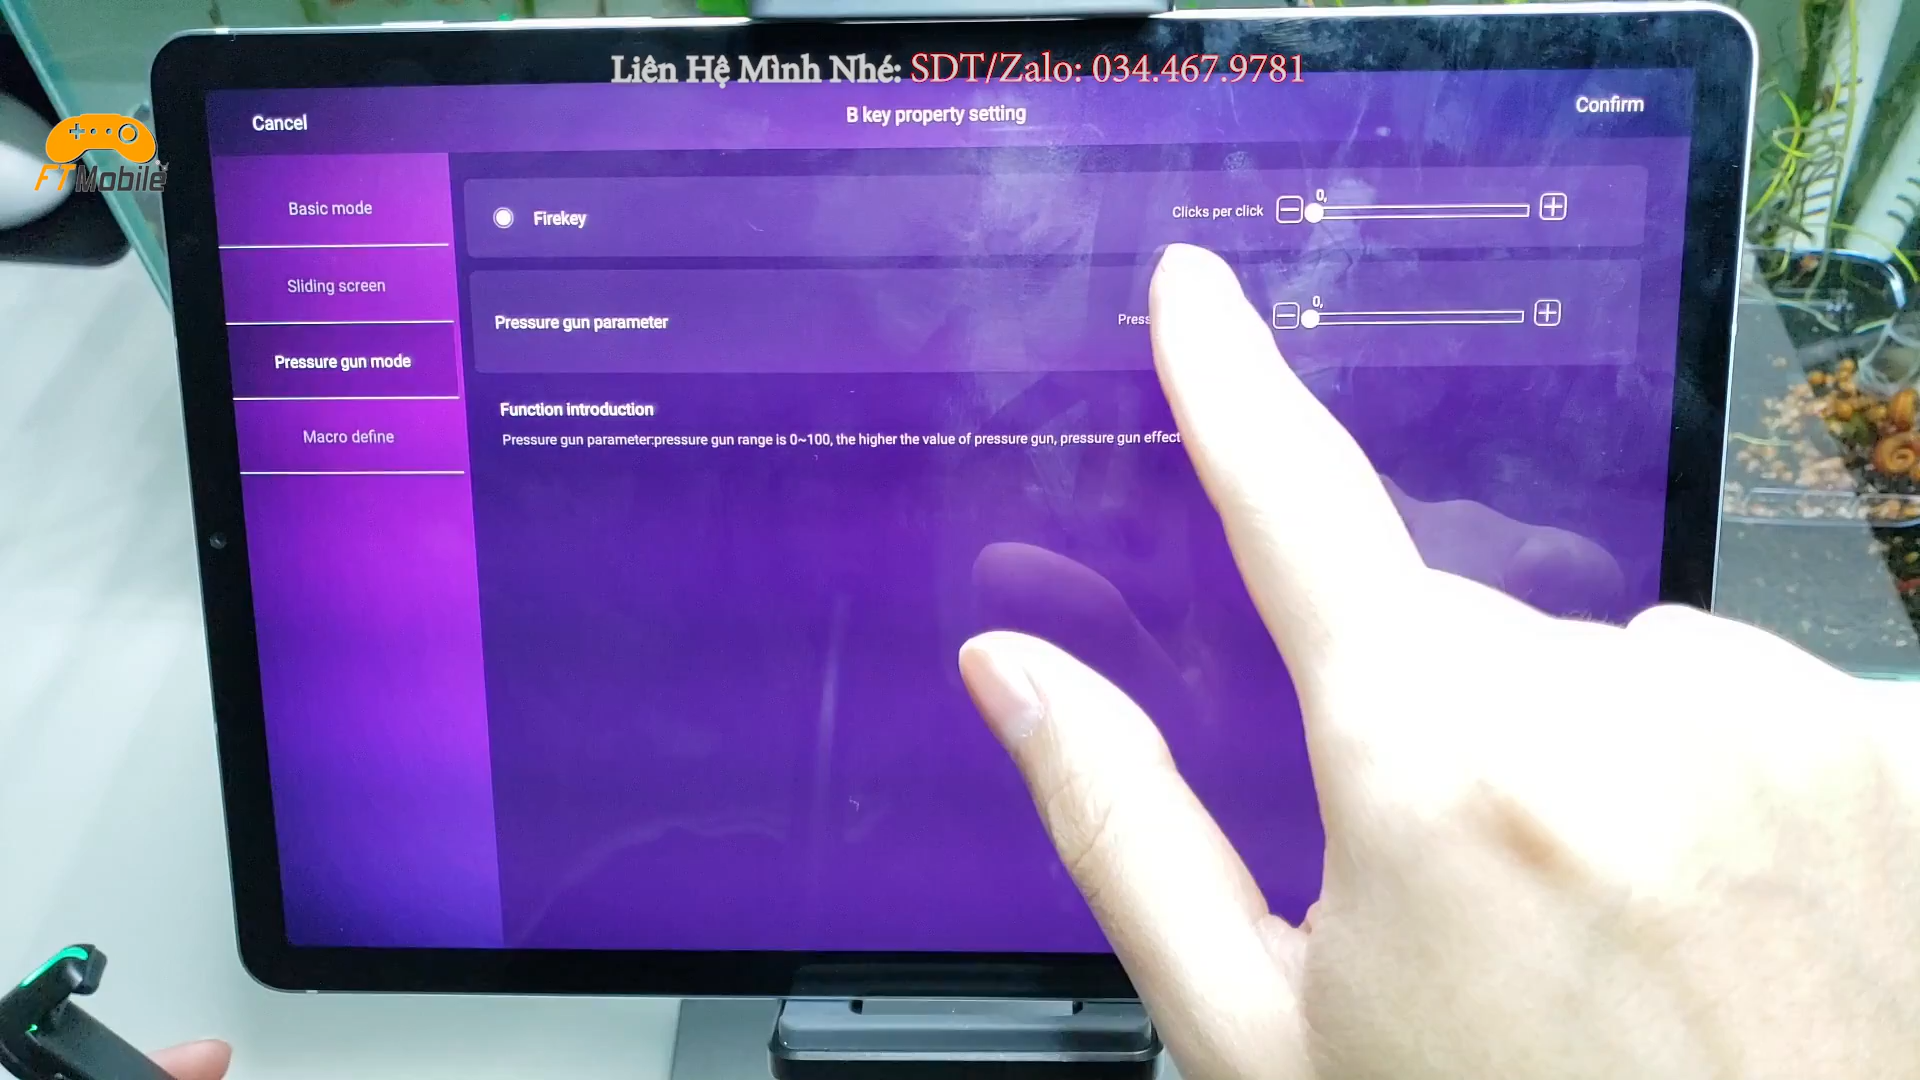 Liên Hệ Mình Nhé: SDT/Zalo: 034.467.9781
Cancel
B key property setting
Confirm
FTMobile
Basic mode
Firekey
Clicks per click
0,
Sliding screen
Pressure gun parameter
Press
0,
Pressure gun mode
Function introduction
Macro define
Pressure gun parameter:pressure gun range is 0~100, the higher the value of pressure gun, pressure gun effect